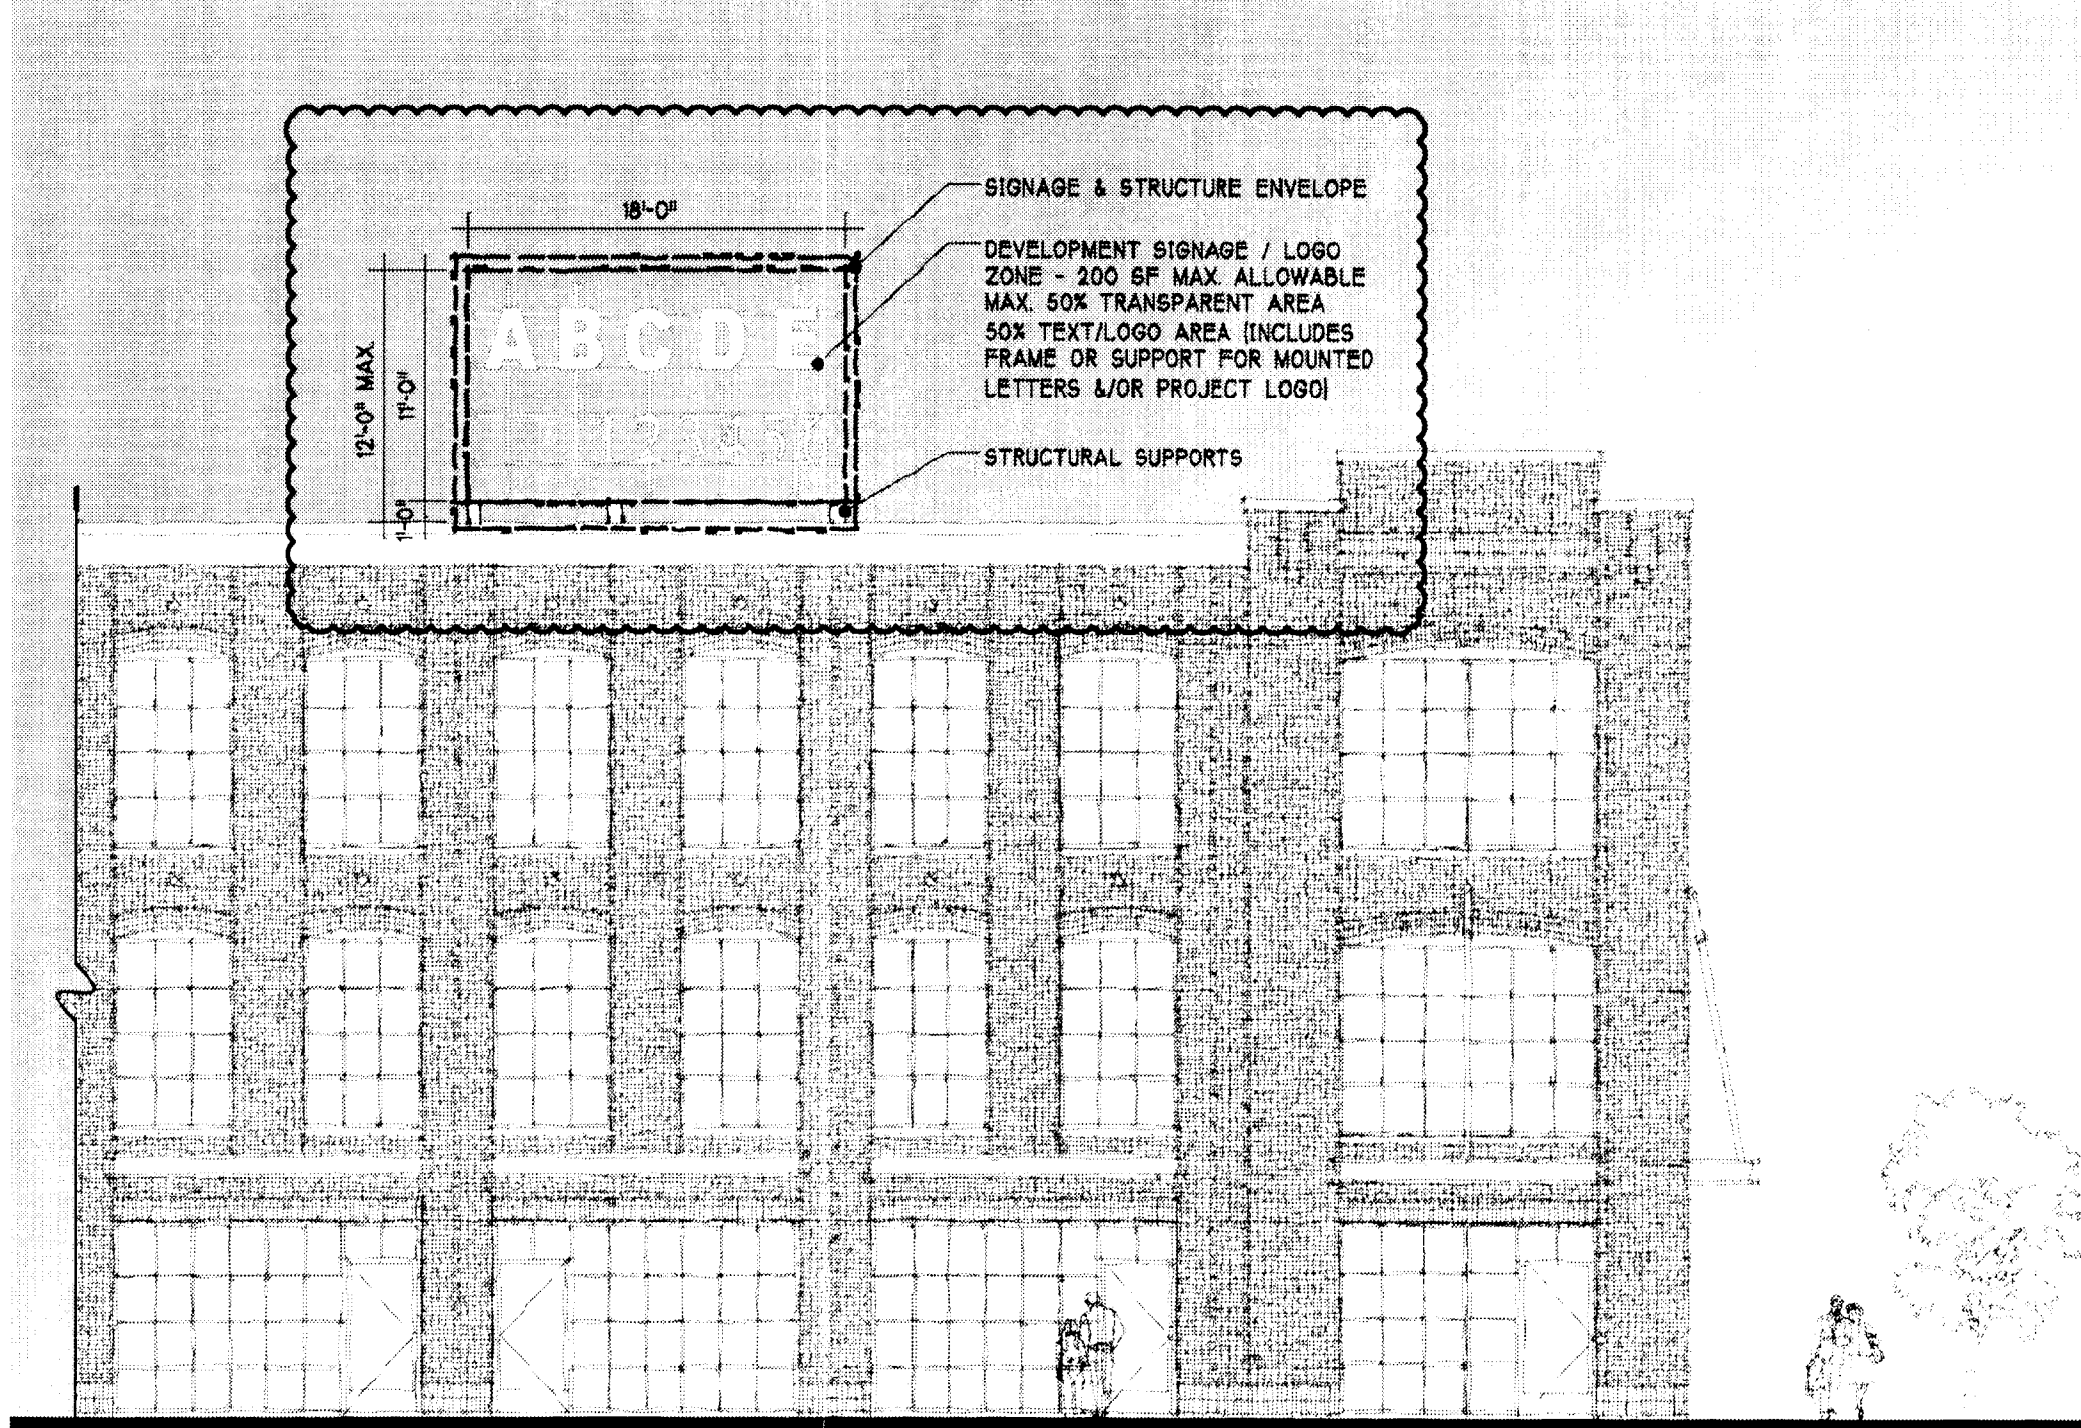 SIGNAGE & STRUCTURE ENVELOPE
18'-0"
DEVELOPMENT SIGNAGE / LOGO
ZONE - 200 SF MAX. ALLOWABLE
MAX. 50% TRANSPARENT AREA
50% TEXT/LOGO AREA (INCLUDES
FRAME OR SUPPORT FOR MOUNTED
LETTERS &/OR PROJECT LOGO)
ABCDE
12'-0" MAX.
11'-0"
STRUCTURAL SUPPORTS
1'-0"